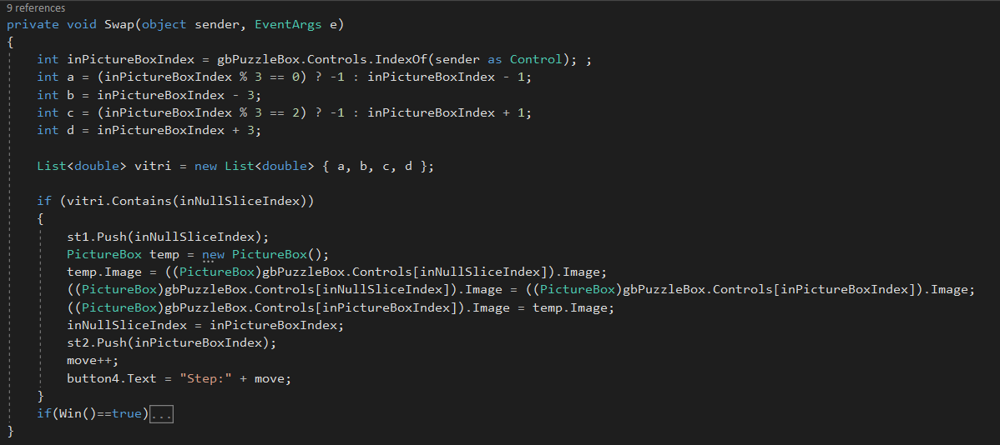 9 references
private void Swap(object sender, EventArgs e)
{
int inPictureBoxIndex = gbPuzzleBox.Controls.IndexOf(sender as Control); ;
int a = (inPictureBoxIndex % 3 == 0) ? -1 : inPictureBoxIndex - 1;
int b = inPictureBoxIndex - 3;
int c = (inPictureBoxIndex % 3 == 2) ? -1 : inPictureBoxIndex + 1;
int d = inPictureBoxIndex + 3;
List<double> vitri = new List<double> { a, b, c, d };
if (vitri.Contains(inNullSliceIndex))
{
st1.Push(inNullSliceIndex);
PictureBox temp = new PictureBox();
temp.Image = ((PictureBox)gbPuzzleBox.Controls[inNullSliceIndex]).Image;
((PictureBox)gbPuzzleBox.Controls[inNullSliceIndex]).Image = ((PictureBox)gbPuzzleBox.Controls[inPictureBoxIndex]).Image;
((PictureBox)gbPuzzleBox.Controls[inPictureBoxIndex]).Image = temp.Image;
inNullSliceIndex = inPictureBoxIndex;
st2.Push(inPictureBoxIndex);
move++;
button4.Text = "Step:" + move;
}
if(Win()==true)...
}